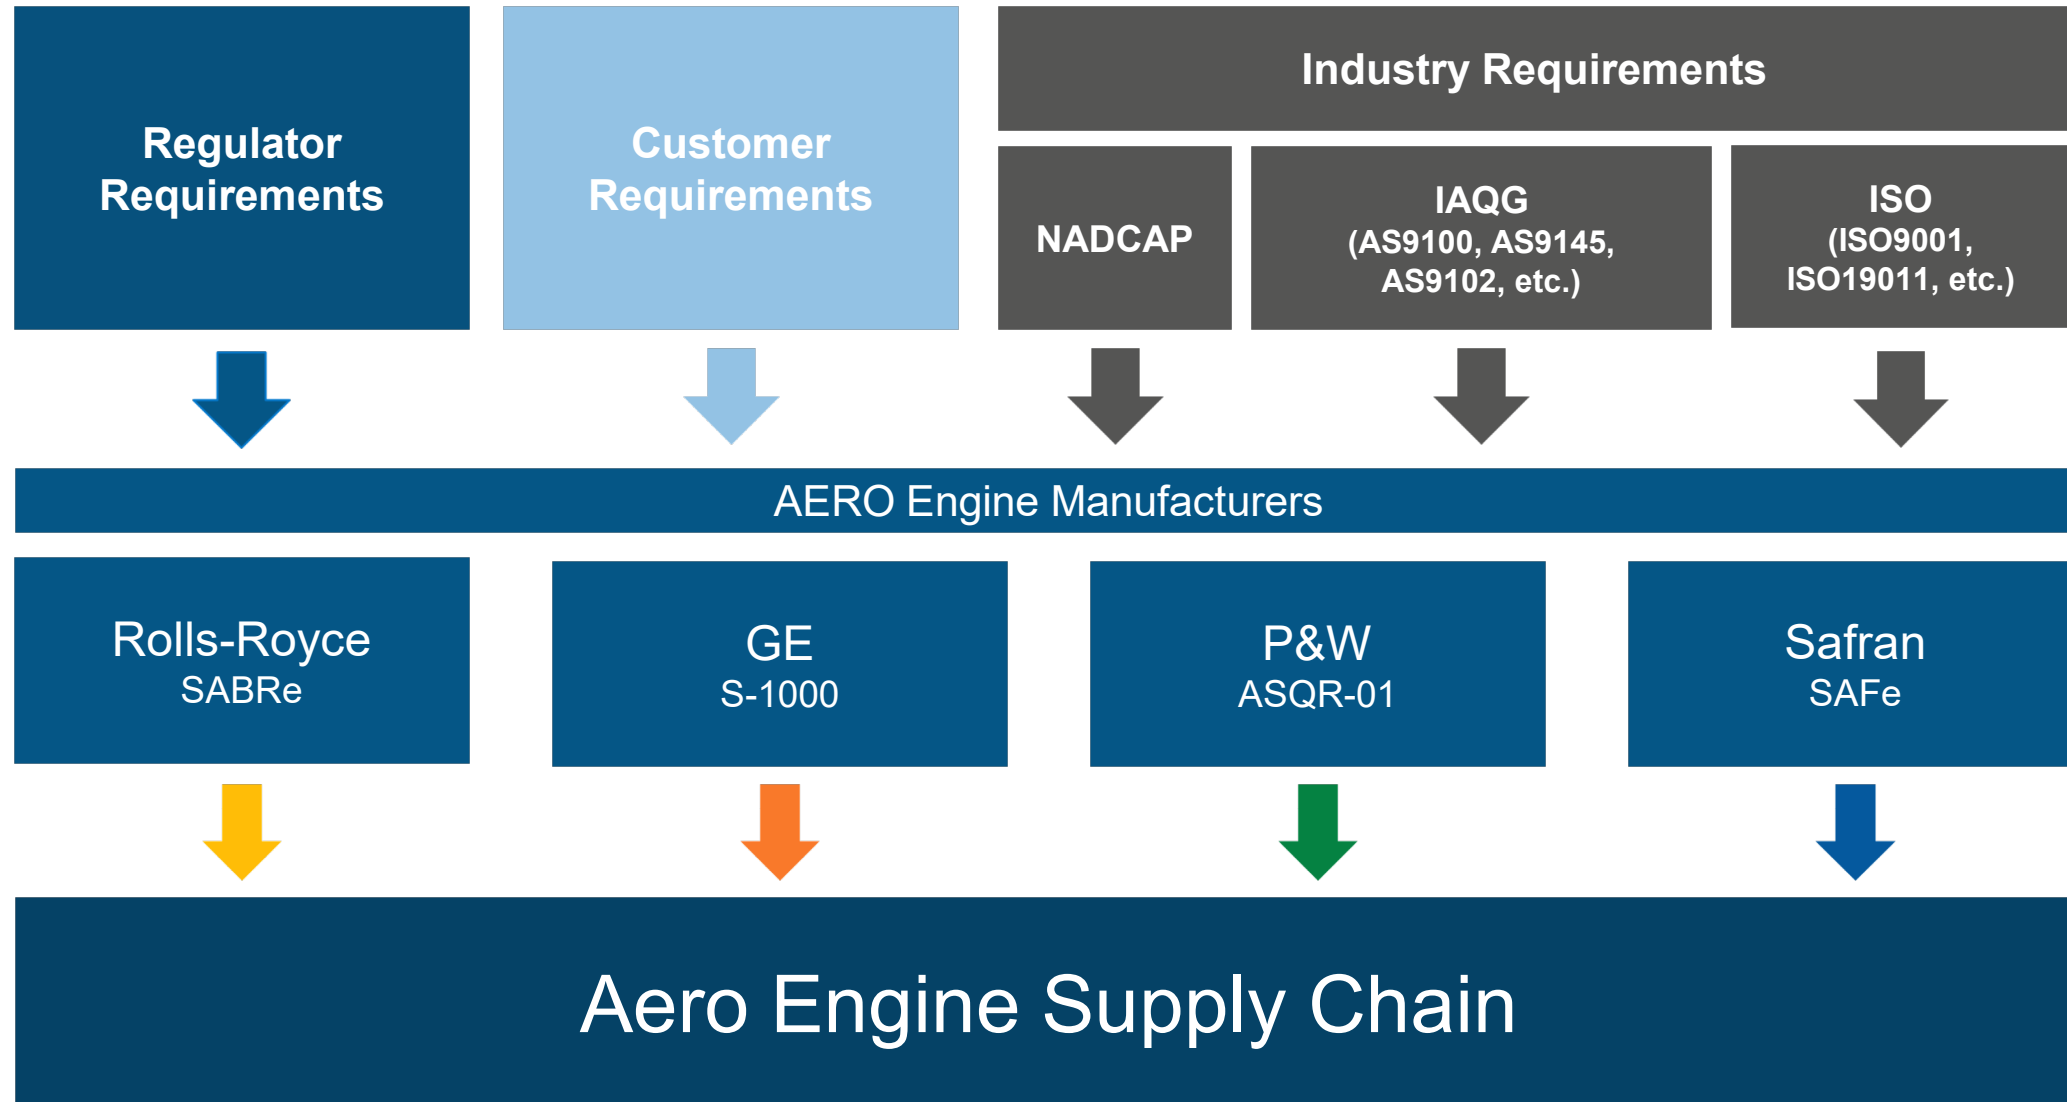 Regulator
Requirements
Customer
Requirements
Industry Requirements
NADCAP
IAQG
(AS9100, AS9145,
AS9102, etc.)
ISO
(ISO9001,
ISO19011, etc.)
AERO Engine Manufacturers
Rolls-Royce
SABRe
GE
S-1000
P&W
ASQR-01
Safran
SAFe
Aero Engine Supply Chain